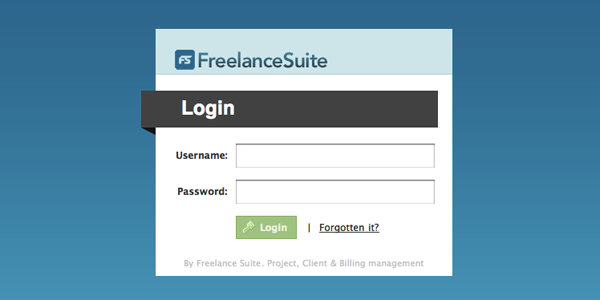 FS FreelanceSuite
Login
Username:
Password:
Login | Forgotten it?
By Freelance Suite. Project, Client & Billing management